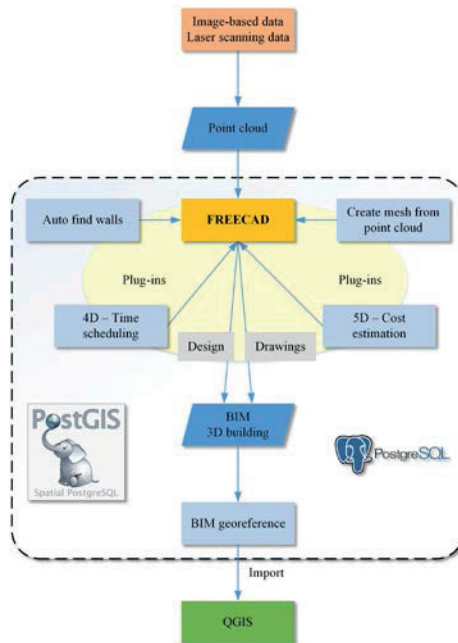 Image-based data
Laser scanning data
Point cloud
Auto find walls
FREECAD
Create mesh from
point cloud
Plug-ins
Plug-ins
4D – Time
scheduling
5D – Cost
estimation
Design
Drawings
BIM
3D building
PostGIS
Spatial PostgreSQL
PostgreSQL
BIM georeference
Import
QGIS